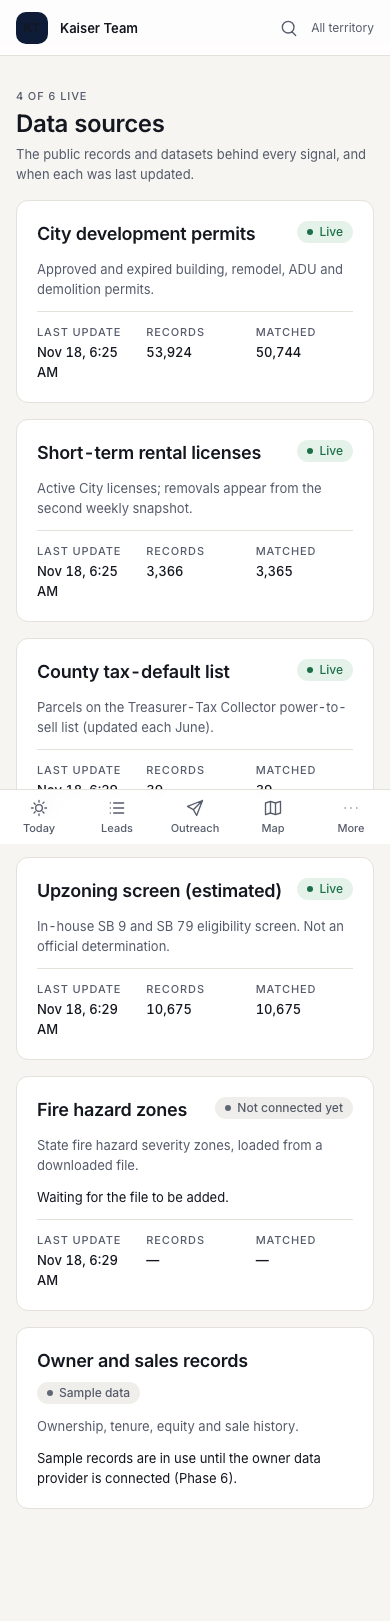 Kaiser Team
All territory
4 OF 6 LIVE
Data sources
The public records and datasets behind every signal, and
when each was last updated.
City development permits
Live
Approved and expired building, remodel, ADU and
demolition permits.
LAST UPDATE RECORDS MATCHED
Nov 18, 6:25 53,924 50,744
AM
Short-term rental licenses
Live
Active City licenses; removals appear from the
second weekly snapshot.
LAST UPDATE RECORDS MATCHED
Nov 18, 6:25 3,366 3,365
AM
County tax-default list
Live
Parcels on the Treasurer-Tax Collector power-to-
sell list (updated each June).
LAST UPDATE RECORDS MATCHED
Today Leads Outreach Map More
Upzoning screen (estimated)
Live
In-house SB 9 and SB 79 eligibility screen. Not an
official determination.
LAST UPDATE RECORDS MATCHED
Nov 18, 6:29 10,675 10,675
AM
Fire hazard zones
Not connected yet
State fire hazard severity zones, loaded from a
downloaded file.
Waiting for the file to be added.
LAST UPDATE RECORDS MATCHED
Nov 18, 6:29 — —
AM
Owner and sales records
Sample data
Ownership, tenure, equity and sale history.
Sample records are in use until the owner data
provider is connected (Phase 6).